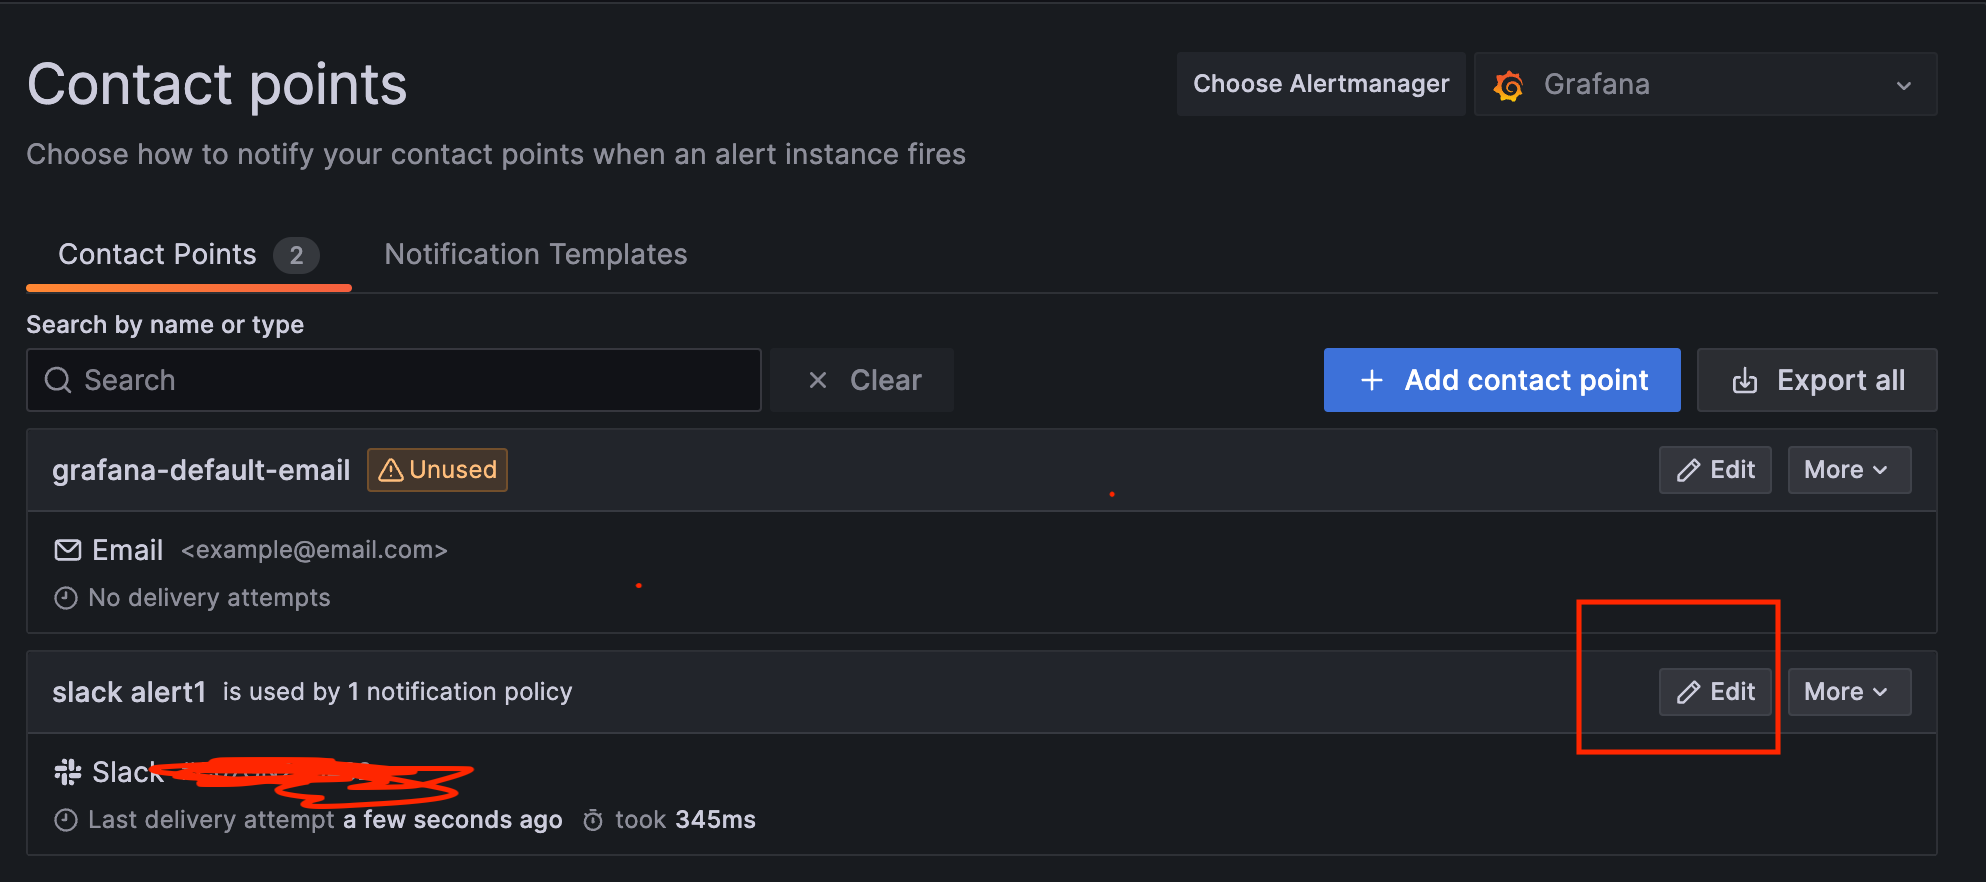 Contact points
Choose Alertmanager
Grafana
Choose how to notify your contact points when an alert instance fires
Contact Points 2
Notification Templates
Search by name or type
Search
Clear
Add contact point
Export all
grafana-default-email
Unused
Edit
More
Email <example@email.com>
No delivery attempts
slack alert1 is used by 1 notification policy
Edit
More
Slack
Last delivery attempt a few seconds ago took 345ms